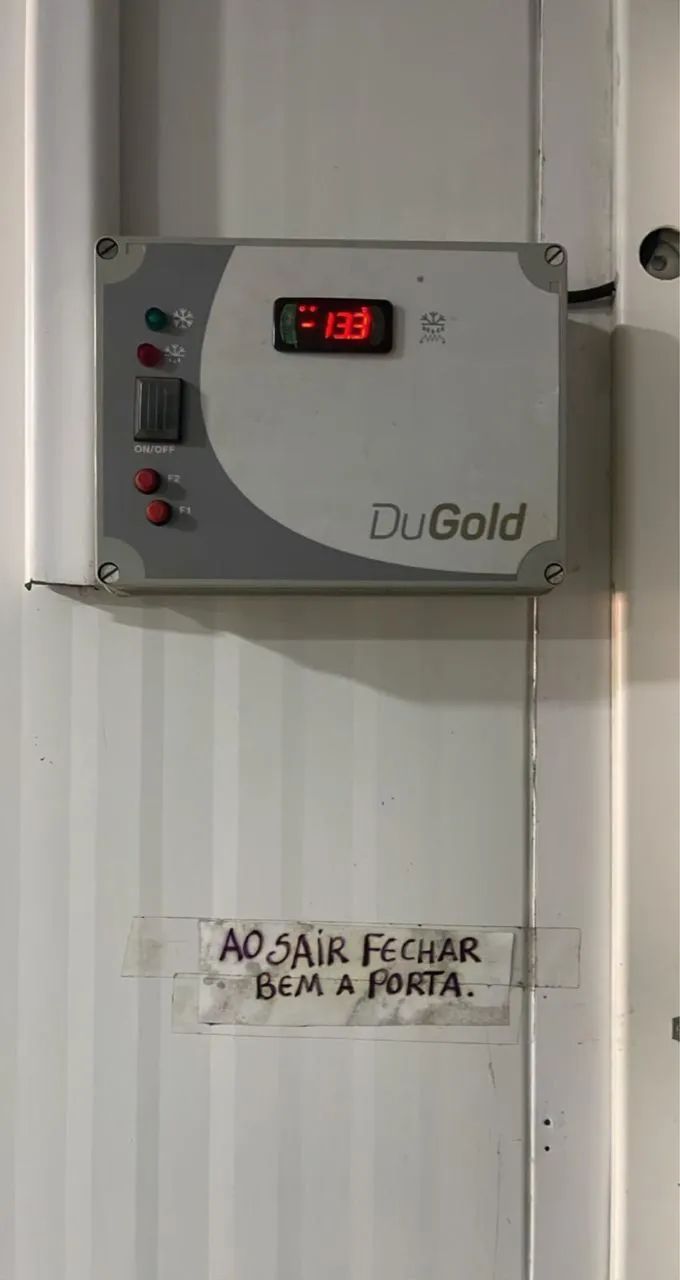 -13.3
ON/OFF
F2
F1
DuGold
AO SAIR FECHAR
BEM A PORTA.